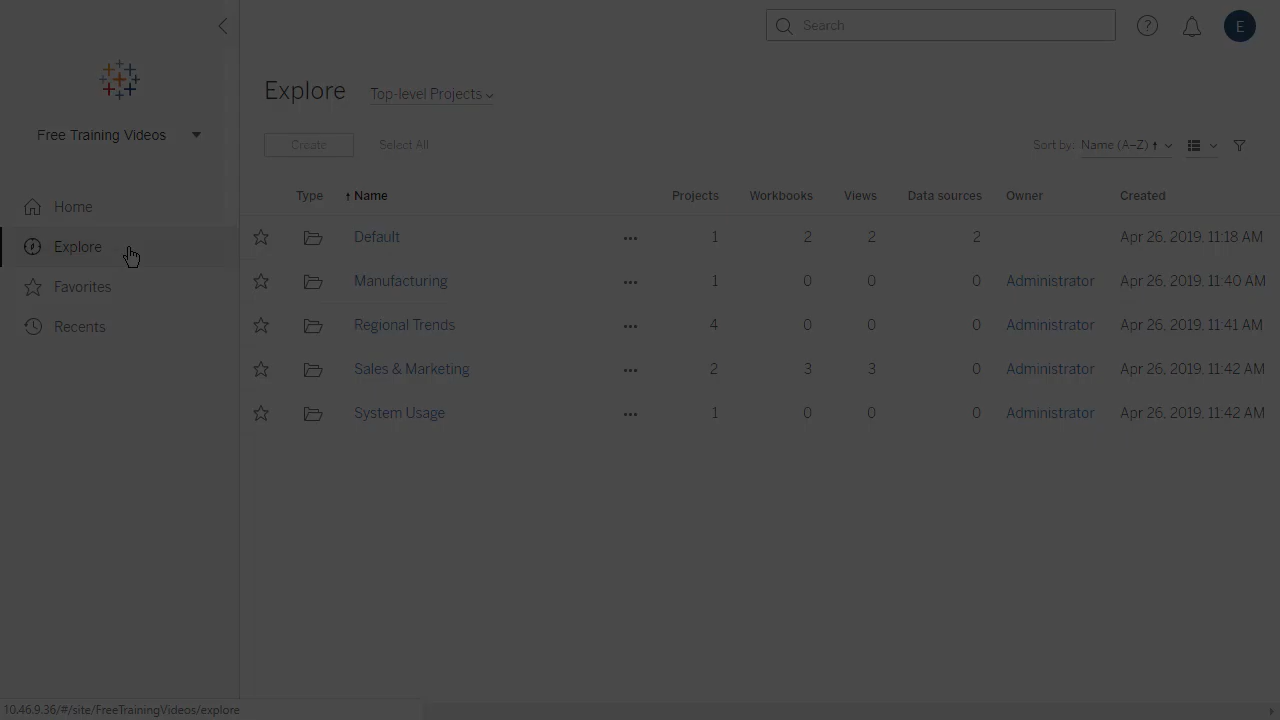 Search
E
Explore
Top-level Projects
Free Training Videos
Create
Select All
Sort by: Name (A–Z)
Type
Name
Projects
Workbooks
Views
Data sources
Owner
Created
Home
Explore
Favorites
Recents
Default 1 2 2 2 Apr 26, 2019, 11:18 AM
Manufacturing 1 0 0 0 Administrator Apr 26, 2019, 11:40 AM
Regional Trends 4 0 0 0 Administrator Apr 26, 2019, 11:41 AM
Sales & Marketing 2 3 3 0 Administrator Apr 26, 2019, 11:42 AM
System Usage 1 0 0 0 Administrator Apr 26, 2019, 11:42 AM
10.46.9.36/#/site/FreeTrainingVideos/explore